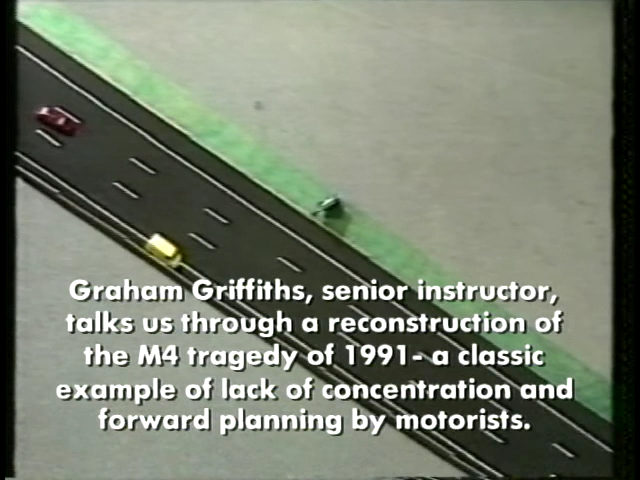 Graham Griffiths, senior instructor,
talks us through a reconstruction of
the M4 tragedy of 1991- a classic
example of lack of concentration and
forward planning by motorists.